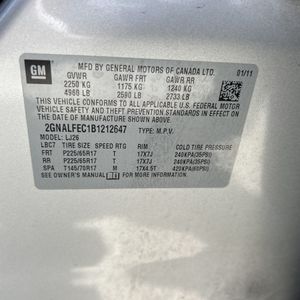 GM
MFD BY GENERAL MOTORS OF CANADA LTD.
01/11
GVWR GAWR FRT GAWR RR
2250 KG 1175 KG 1240 KG
4960 LB 2590 LB 2733 LB
THIS VEHICLE CONFORMS TO ALL APPLICABLE U.S. FEDERAL MOTOR
VEHICLE SAFETY AND THEFT PREVENTION STANDARDS IN EFFECT ON THE
DATE OF MANUFACTURE SHOWN ABOVE.
2GNALFEC1B1212647 TYPE: M.P.V.
MODEL: LJ26
LBC7 TIRE SIZE SPEED RTG RIM COLD TIRE PRESSURE
FRT P225/65R17 T 17X7J 240KPA(35PSI)
RR P225/65R17 T 17X7J 240KPA(35PSI)
SPA T145/70R17 M 17X4.5T 420KPA(60PSI)
SEE OWNER'S MANUAL FOR MORE INFORMATION.